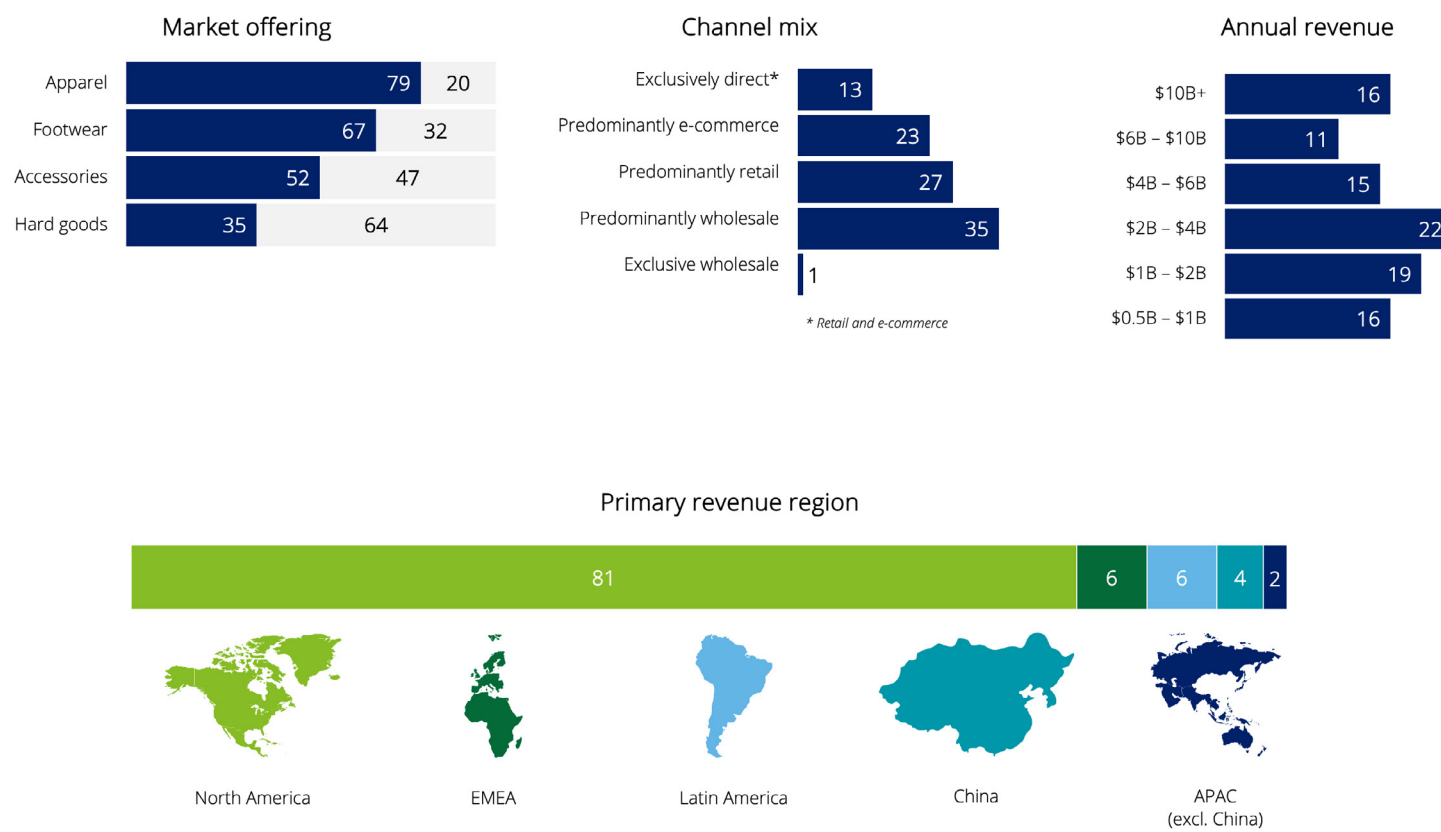 Market offering
Apparel 79 20
Footwear 67 32
Accessories 52 47
Hard goods 35 64
Channel mix
Exclusively direct* 13
Predominantly e-commerce 23
Predominantly retail 27
Predominantly wholesale 35
Exclusive wholesale 1
* Retail and e-commerce
Annual revenue
$10B+ 16
$6B – $10B 11
$4B – $6B 15
$2B – $4B 22
$1B – $2B 19
$0.5B – $1B 16
Primary revenue region
81 6 6 4 2
North America EMEA Latin America China APAC
(excl. China)